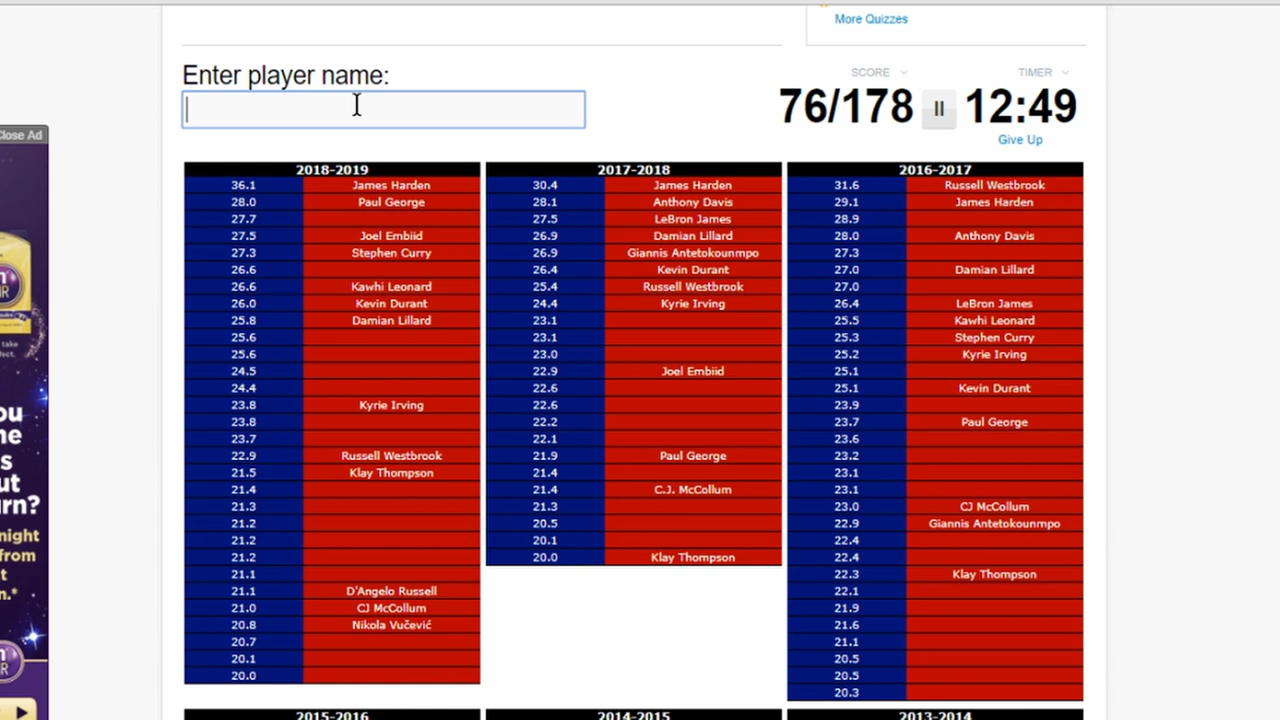 More Quizzes
Enter player name:
SCORE
TIMER
76/178
12:49
Give Up
Close Ad
2018-2019
36.1 James Harden
28.0 Paul George
27.7
27.5 Joel Embiid
27.3 Stephen Curry
26.6
26.6 Kawhi Leonard
26.0 Kevin Durant
25.8 Damian Lillard
25.6
25.6
24.5
24.4
23.8 Kyrie Irving
23.8
23.7
22.9 Russell Westbrook
21.5 Klay Thompson
21.4
21.3
21.2
21.2
21.2
21.1
21.1 D'Angelo Russell
21.0 CJ McCollum
20.8 Nikola Vučević
20.7
20.1
20.0
2017-2018
30.4 James Harden
28.1 Anthony Davis
27.5 LeBron James
26.9 Damian Lillard
26.9 Giannis Antetokounmpo
26.4 Kevin Durant
25.4 Russell Westbrook
24.4 Kyrie Irving
23.1
23.1
23.0
22.9 Joel Embiid
22.6
22.6
22.2
22.1
21.9 Paul George
21.4
21.4 C.J. McCollum
21.3
20.5
20.1
20.0 Klay Thompson
2016-2017
31.6 Russell Westbrook
29.1 James Harden
28.9
28.0 Anthony Davis
27.3
27.0 Damian Lillard
27.0
26.4 LeBron James
25.5 Kawhi Leonard
25.3 Stephen Curry
25.2 Kyrie Irving
25.1
25.1 Kevin Durant
23.9
23.7 Paul George
23.6
23.2
23.1
23.1
23.0 CJ McCollum
22.9 Giannis Antetokounmpo
22.4
22.4
22.3 Klay Thompson
22.1
21.9
21.6
21.1
20.5
20.5
20.3
2015-2016
2014-2015
2013-2014
take
night
from